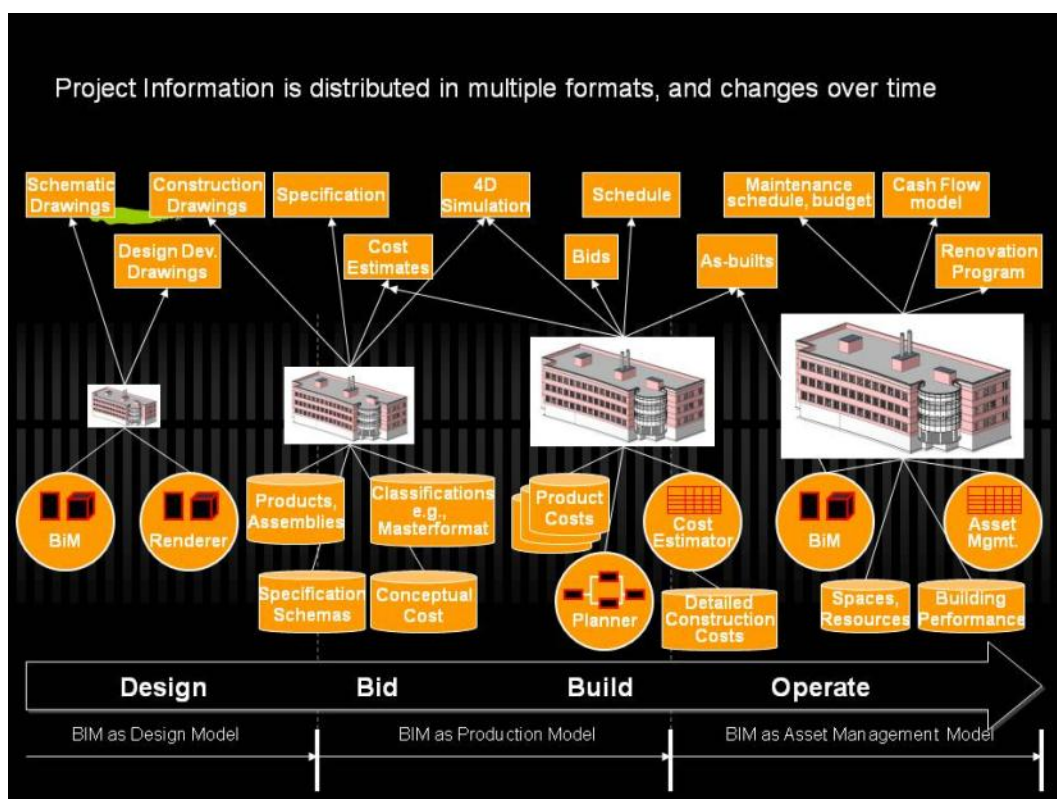 Project Information is distributed in multiple formats, and changes over time
Schematic
Drawings
Construction
Drawings
Specification
4D
Simulation
Schedule
Maintenance
schedule, budget
Cash Flow
model
Design Dev.
Drawings
Cost
Estimates
Bids
As-builts
Renovation
Program
BiM
Renderer
Products,
Assemblies
Classifications
e.g.,
Masterformat
Product
Costs
Cost
Estimator
BiM
Asset
Mgmt.
Specification
Schemas
Conceptual
Cost
Planner
Detailed
Construction
Costs
Spaces,
Resources
Building
Performance
Design
Bid
Build
Operate
BIM as Design Model
BIM as Production Model
BIM as Asset Management Model